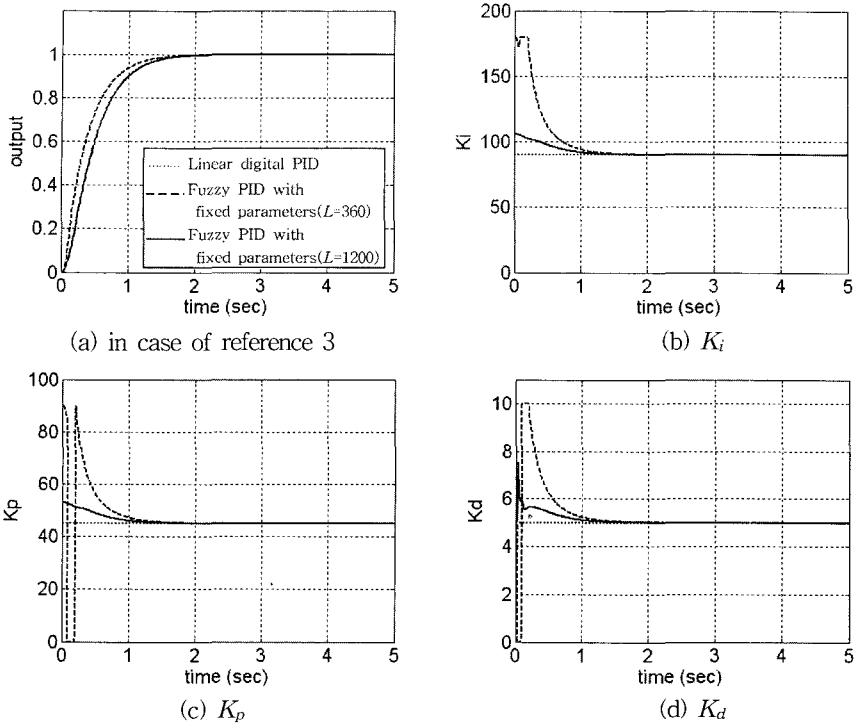 1
0.8
0.6
0.4
0.2
0
output
0 1 2 3 4 5
time (sec)
Linear digital PID
Fuzzy PID with
fixed parameters(L=360)
Fuzzy PID with
fixed parameters(L=1200)
(a) in case of reference 3
200
150
100
50
0
Ki
0 1 2 3 4 5
time (sec)
(b) Ki
100
80
60
40
20
0
Kp
0 1 2 3 4 5
time (sec)
(c) Kp
10
8
6
4
2
0
Kd
0 1 2 3 4 5
time (sec)
(d) Kd